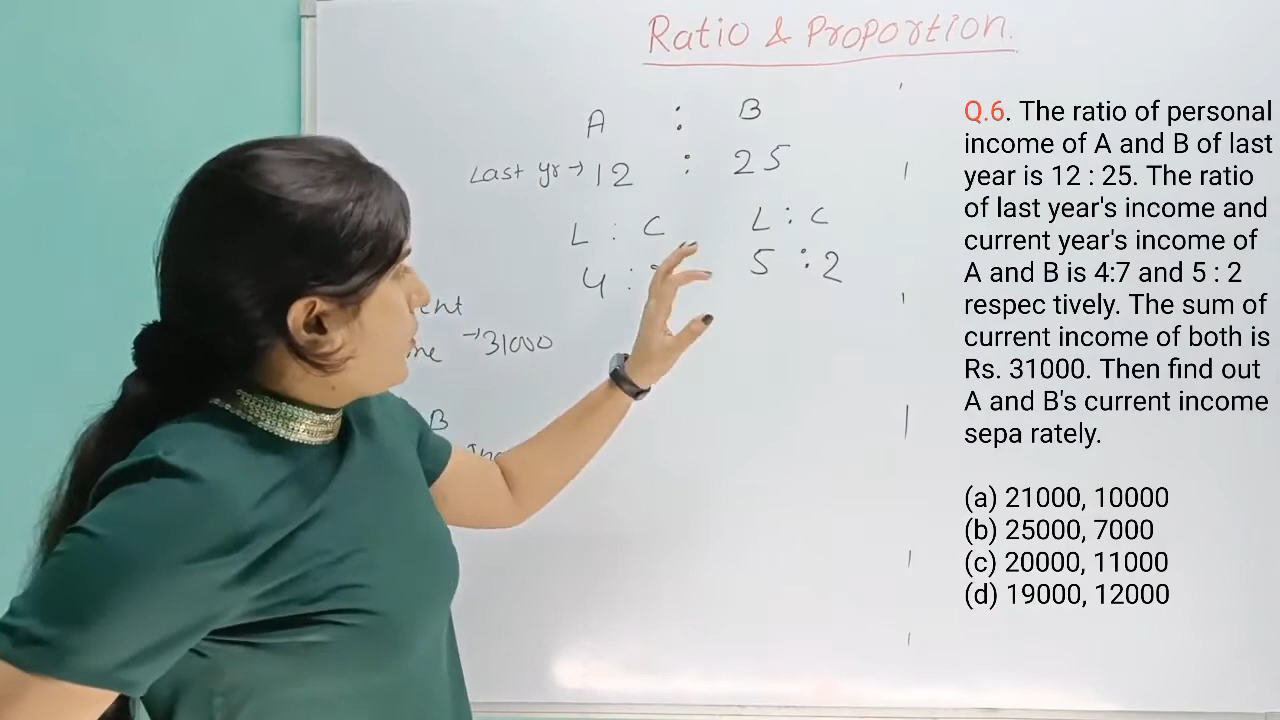 Ratio & Proportion.
A : B
Last yr → 12 : 25
L : C L : C
4 : 5 : 2
→ 31000
B
Q.6. The ratio of personal
income of A and B of last
year is 12 : 25. The ratio
of last year's income and
current year's income of
A and B is 4:7 and 5 : 2
respec tively. The sum of
current income of both is
Rs. 31000. Then find out
A and B's current income
sepa rately.
(a) 21000, 10000
(b) 25000, 7000
(c) 20000, 11000
(d) 19000, 12000